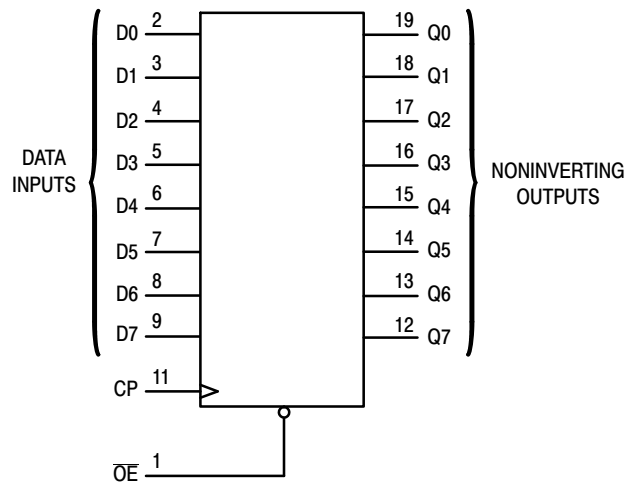 D0 2 19 Q0
D1 3 18 Q1
D2 4 17 Q2
D3 5 16 Q3
DATA
INPUTS
NONINVERTING
OUTPUTS
D4 6 15 Q4
D5 7 14 Q5
D6 8 13 Q6
D7 9 12 Q7
CP 11
O̅E̅ 1